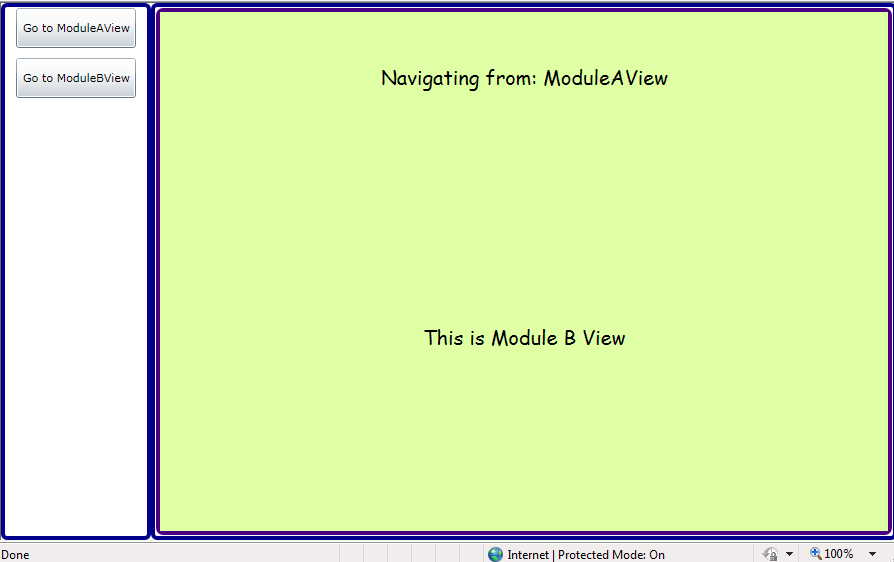 Go to ModuleAView
Go to ModuleBView
Navigating from: ModuleAView
This is Module B View
Done
Internet | Protected Mode: On
100%